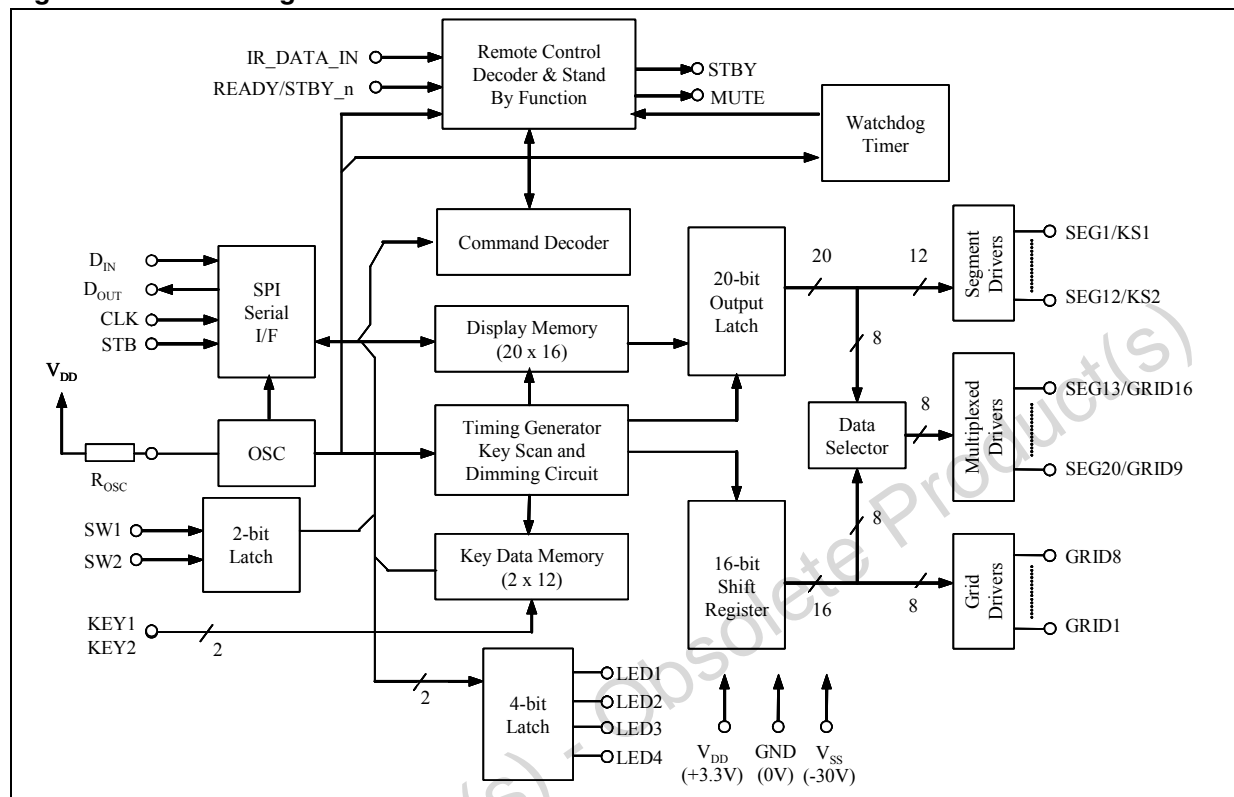 IR_DATA_IN
READY/STBY_n
Remote Control
Decoder & Stand
By Function
STBY
MUTE
Watchdog
Timer
Command Decoder
D_IN
D_OUT
CLK
STB
SPI
Serial
I/F
V_DD
R_OSC
OSC
SW1
SW2
2-bit
Latch
KEY1
KEY2
2
Display Memory
(20 x 16)
Timing Generator
Key Scan and
Dimming Circuit
Key Data Memory
(2 x 12)
2
4-bit
Latch
LED1
LED2
LED3
LED4
20-bit
Output
Latch
20
12
8
Segment
Drivers
SEG1/KS1
SEG12/KS2
Data
Selector
8
Multiplexed
Drivers
SEG13/GRID16
SEG20/GRID9
8
16-bit
Shift
Register
16
8
Grid
Drivers
GRID8
GRID1
V_DD
(+3.3V)
GND
(0V)
V_SS
(-30V)
(s) - Obsolete Product(s)